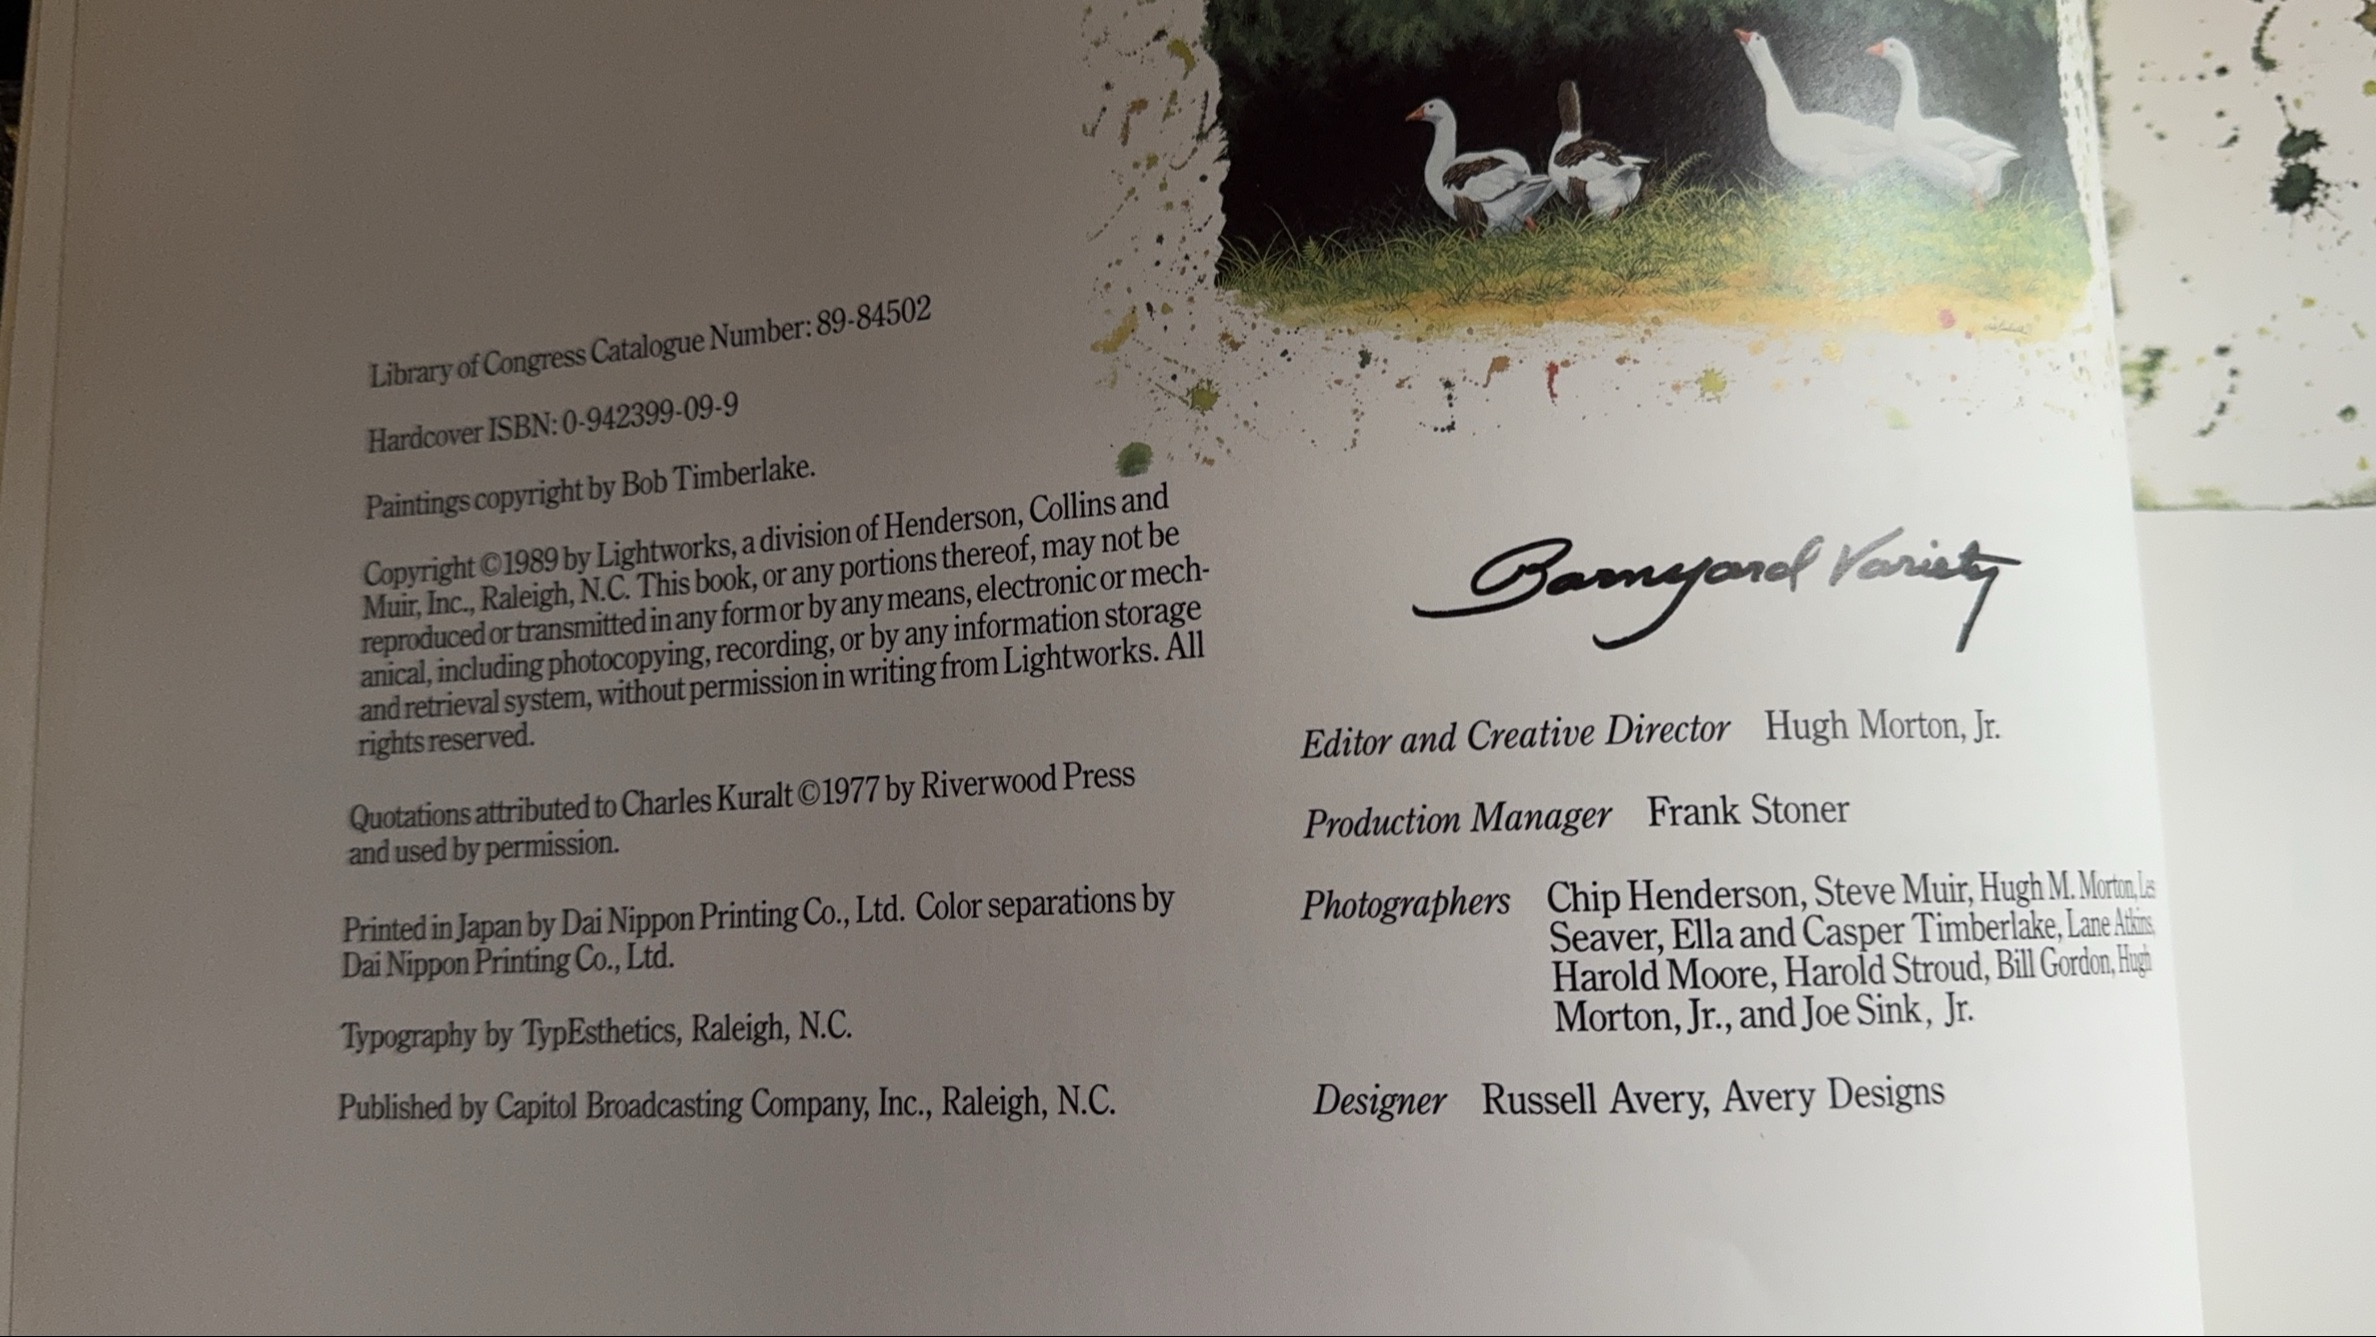 Library of Congress Catalogue Number: 89-84502
Hardcover ISBN: 0-942399-09-9
Paintings copyright by Bob Timberlake.
Copyright ©1989 by Lightworks, a division of Henderson, Collins and
Muir, Inc., Raleigh, N.C. This book, or any portions thereof, may not be
reproduced or transmitted in any form or by any means, electronic or mech-
anical, including photocopying, recording, or by any information storage
and retrieval system, without permission in writing from Lightworks. All
rights reserved.
Quotations attributed to Charles Kuralt ©1977 by Riverwood Press
and used by permission.
Printed in Japan by Dai Nippon Printing Co., Ltd. Color separations by
Dai Nippon Printing Co., Ltd.
Typography by TypEsthetics, Raleigh, N.C.
Published by Capitol Broadcasting Company, Inc., Raleigh, N.C.
Barnyard Variety
Editor and Creative Director Hugh Morton, Jr.
Production Manager Frank Stoner
Photographers Chip Henderson, Steve Muir, Hugh M. Morton, Les
Seaver, Ella and Casper Timberlake, Lane Atkins,
Harold Moore, Harold Stroud, Bill Gordon, Hugh
Morton, Jr., and Joe Sink, Jr.
Designer Russell Avery, Avery Designs